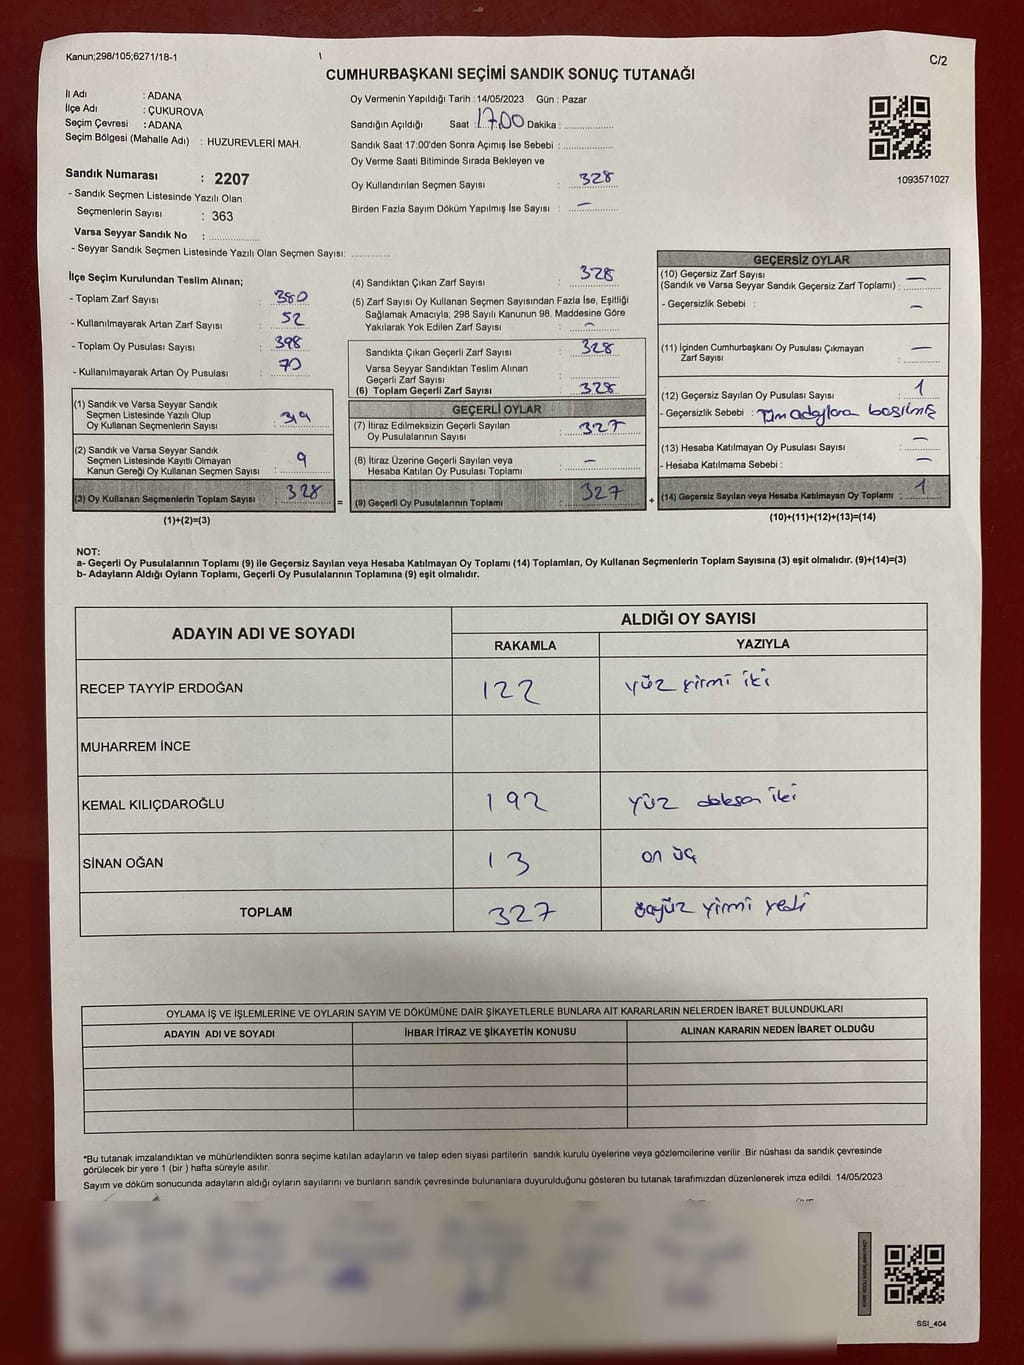 Kanun;298/105;6271/18-1
C/2
CUMHURBAŞKANI SEÇİMİ SANDIK SONUÇ TUTANAĞI
İl Adı : ADANA
İlçe Adı : ÇUKUROVA
Seçim Çevresi : ADANA
Seçim Bölgesi (Mahalle Adı) : HUZUREVLERİ MAH.
Sandık Numarası : 2207
- Sandık Seçmen Listesinde Yazılı Olan
Seçmenlerin Sayısı : 363
Varsa Seyyar Sandık No :
- Seyyar Sandık Seçmen Listesinde Yazılı Olan Seçmen Sayısı:
Oy Vermenin Yapıldığı Tarih : 14/05/2023 Gün : Pazar
Sandığın Açıldığı Saat : 17.00 Dakika :
Sandık Saat 17:00'den Sonra Açımış İse Sebebi :
Oy Verme Saati Bitiminde Sırada Bekleyen ve
Oy Kullandırılan Seçmen Sayısı : 328
Birden Fazla Sayım Döküm Yapılmış İse Sayısı : —
1093571027
İlçe Seçim Kurulundan Teslim Alınan;
- Toplam Zarf Sayısı : 380
- Kullanılmayarak Artan Zarf Sayısı : 52
- Toplam Oy Pusulası Sayısı : 398
- Kullanılmayarak Artan Oy Pusulası : 70
(1) Sandık ve Varsa Seyyar Sandık
Seçmen Listesinde Yazılı Olup
Oy Kullanan Seçmenlerin Sayısı : 319
(2) Sandık ve Varsa Seyyar Sandık
Seçmen Listesinde Kayıtlı Olmayan
Kanun Gereği Oy Kullanan Seçmen Sayısı : 9
(3) Oy Kullanan Seçmenlerin Toplam Sayısı : 328
(1)+(2)=(3)
=
(4) Sandıktan Çıkan Zarf Sayısı : 328
(5) Zarf Sayısı Oy Kullanan Seçmen Sayısından Fazla İse, Eşitliği
Sağlamak Amacıyla; 298 Sayılı Kanunun 98. Maddesine Göre
Yakılarak Yok Edilen Zarf Sayısı : —
Sandıkta Çıkan Geçerli Zarf Sayısı : 328
Varsa Seyyar Sandıktan Teslim Alınan
Geçerli Zarf Sayısı :
(6) Toplam Geçerli Zarf Sayısı : 328
GEÇERLİ OYLAR
(7) İtiraz Edilmeksizin Geçerli Sayılan
Oy Pusulalarının Sayısı : 327
(8) İtiraz Üzerine Geçerli Sayılan veya
Hesaba Katılan Oy Pusulası Toplamı : —
(9) Geçerli Oy Pusulalarının Toplamı : 327
+
GEÇERSİZ OYLAR
(10) Geçersiz Zarf Sayısı
(Sandık ve Varsa Seyyar Sandık Geçersiz Zarf Toplamı) : —
- Geçersizlik Sebebi : —
(11) İçinden Cumhurbaşkanı Oy Pusulası Çıkmayan
Zarf Sayısı : —
(12) Geçersiz Sayılan Oy Pusulası Sayısı : 1
- Geçersizlik Sebebi : Tüm adaylara basılmış
(13) Hesaba Katılmayan Oy Pusulası Sayısı : —
- Hesaba Katılmama Sebebi : —
(14) Geçersiz Sayılan veya Hesaba Katılmayan Oy Toplamı : 1
(10)+(11)+(12)+(13)=(14)
NOT:
a- Geçerli Oy Pusulalannın Toplamı (9) ile Geçersiz Sayılan veya Hesaba Katılmayan Oy Toplamı (14) Toplamlan, Oy Kullanan Seçmenlerin Toplam Sayısına (3) eşit olmalıdır. (9)+(14)=(3)
b- Adayların Aldığı Oylann Toplamı, Geçerli Oy Pusulalannın Toplamına (9) eşit olmalıdır.
ADAYIN ADI VE SOYADI
ALDIĞI OY SAYISI
RAKAMLA YAZIYLA
RECEP TAYYİP ERDOĞAN 122 yüz yirmi iki
MUHARREM İNCE
KEMAL KILIÇDAROĞLU 192 yüz doksan iki
SİNAN OĞAN 13 on üç
TOPLAM 327 üçyüz yirmi yedi
OYLAMA İŞ VE İŞLEMLERİNE VE OYLARIN SAYIM VE DÖKÜMÜNE DAİR ŞİKAYETLERLE BUNLARA AİT KARARLARIN NELERDEN İBARET BULUNDUKLARI
ADAYIN ADI VE SOYADI İHBAR İTİRAZ VE ŞİKAYETİN KONUSU ALINAN KARARIN NEDEN İBARET OLDUĞU
*Bu tutanak imzalandıktan ve mühürlendikten sonra seçime katılan adayların ve talep eden siyasi partilerin sandık kurulu üyelerine veya gözlemcilerine verilir .Bir nüshası da sandık çevresinde
görülecek bir yere 1 (bir ) hafta süreyle asılır.
Sayım ve döküm sonucunda adayların aldığı oyların sayılarını ve bunların sandık çevresinde bulunanlara duyurulduğunu gösteren bu tutanak tarafımızdan düzenlenerek imza edildi. 14/05/2023
SSI_404